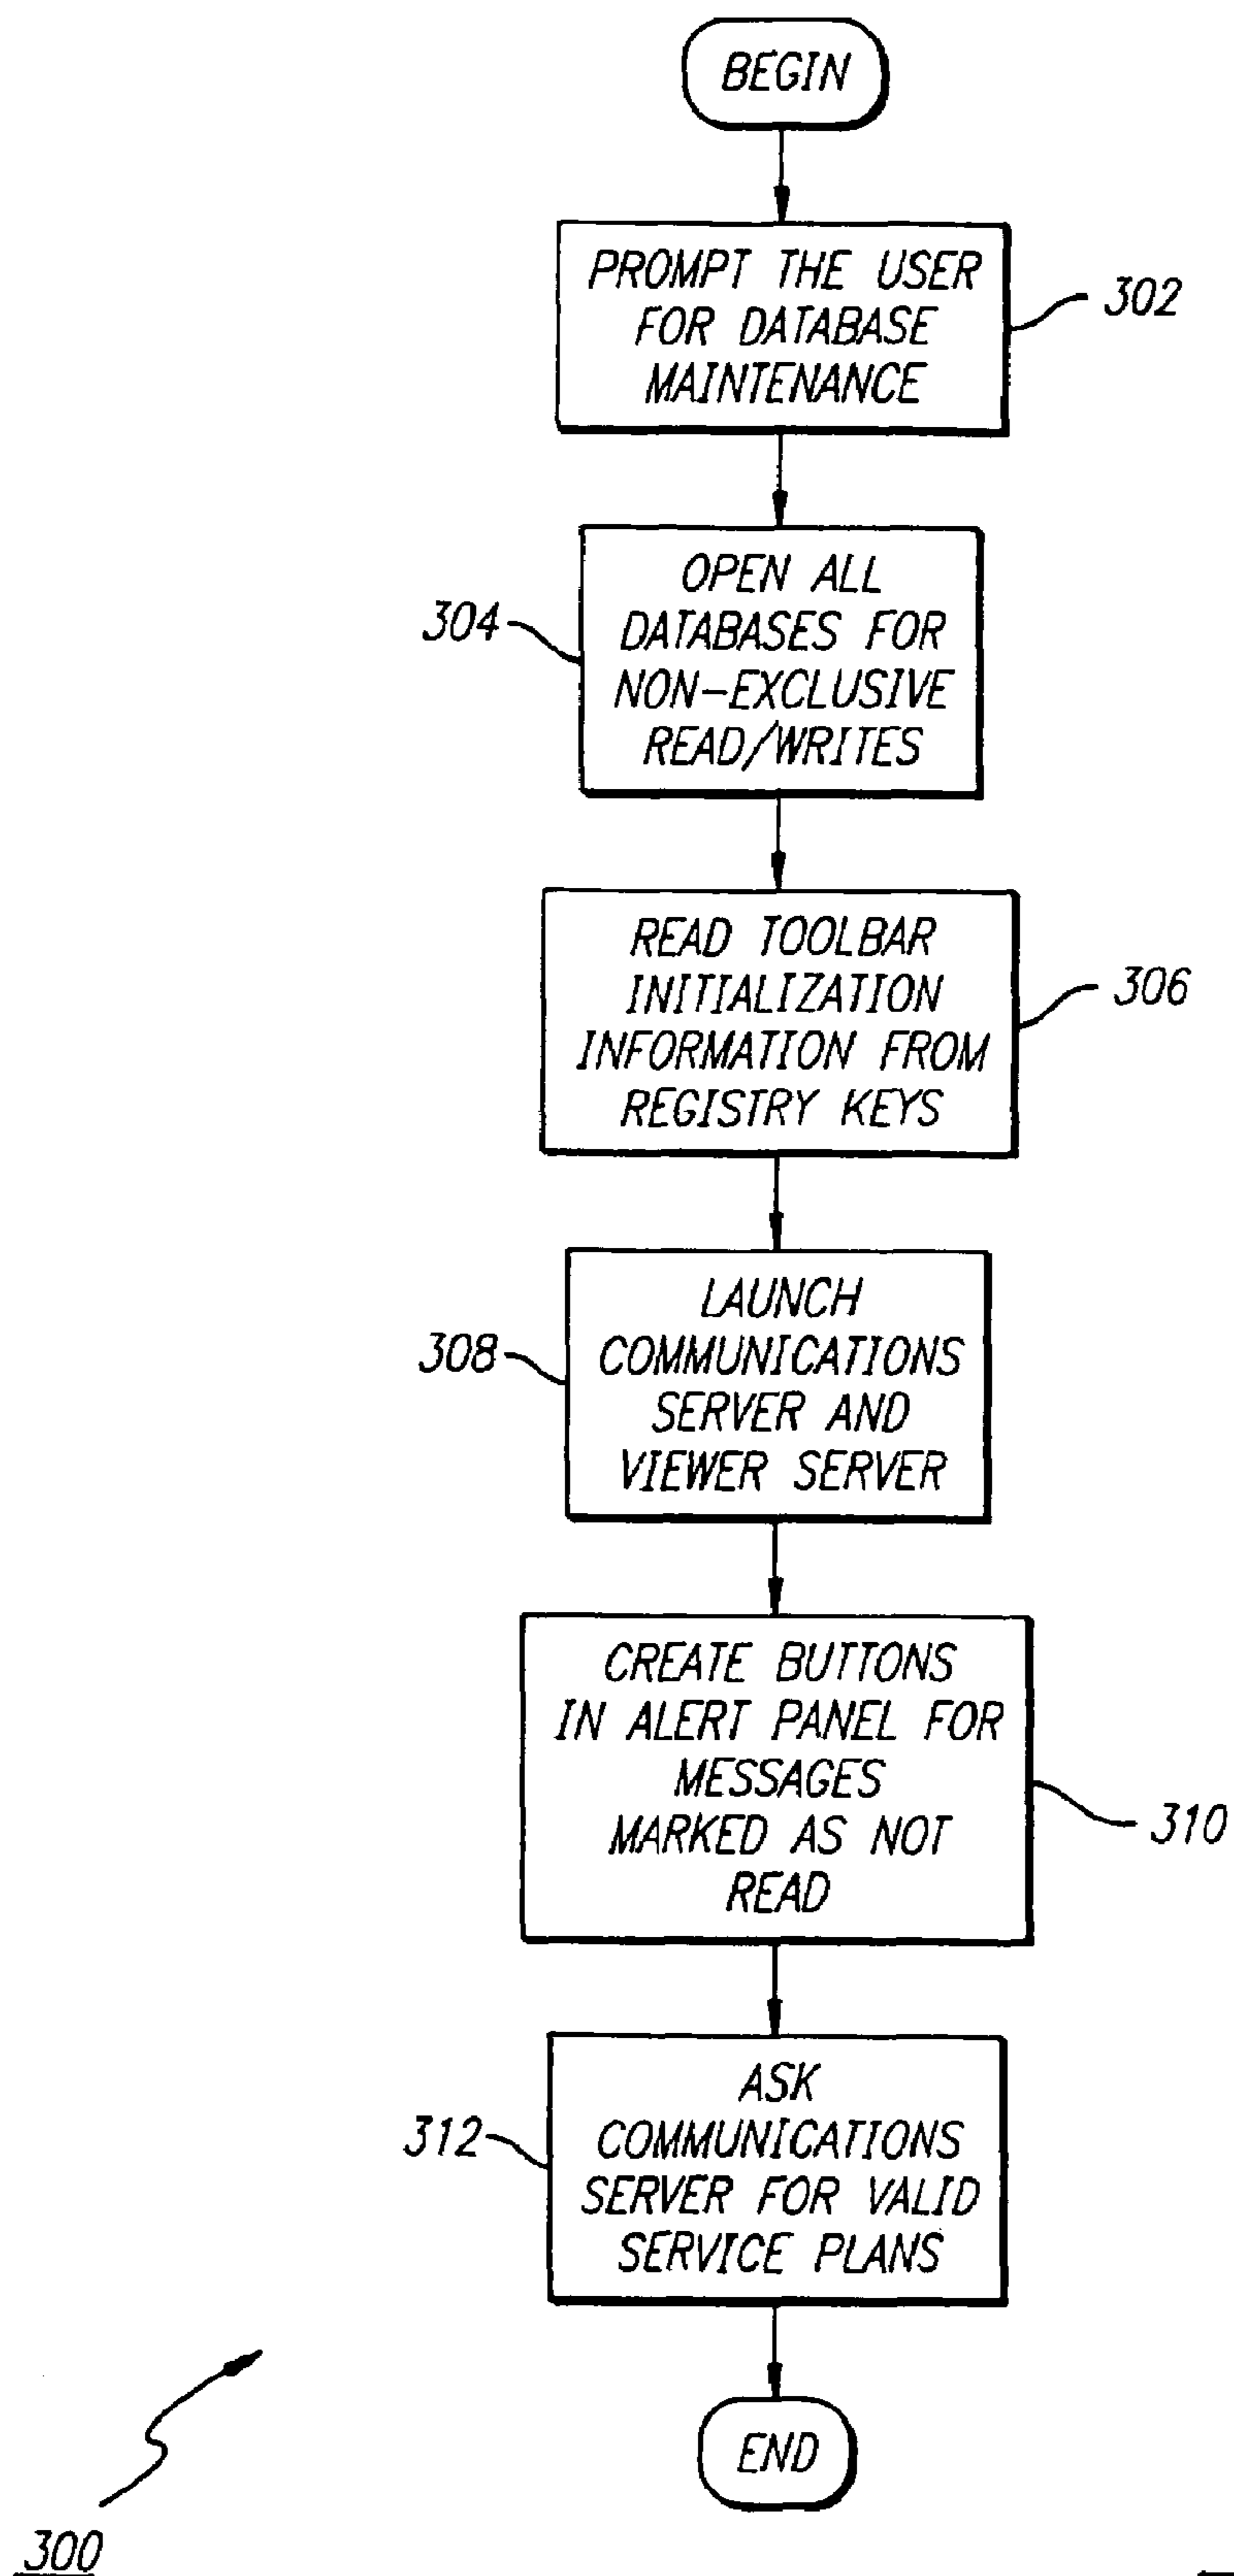 BEGIN
PROMPT THE USER
FOR DATABASE
MAINTENANCE
302
OPEN ALL
DATABASES FOR
NON-EXCLUSIVE
READ/WRITES
304
READ TOOLBAR
INITIALIZATION
INFORMATION FROM
REGISTRY KEYS
306
LAUNCH
COMMUNICATIONS
SERVER AND
VIEWER SERVER
308
CREATE BUTTONS
IN ALERT PANEL FOR
MESSAGES
MARKED AS NOT
READ
310
ASK
COMMUNICATIONS
SERVER FOR VALID
SERVICE PLANS
312
END
300